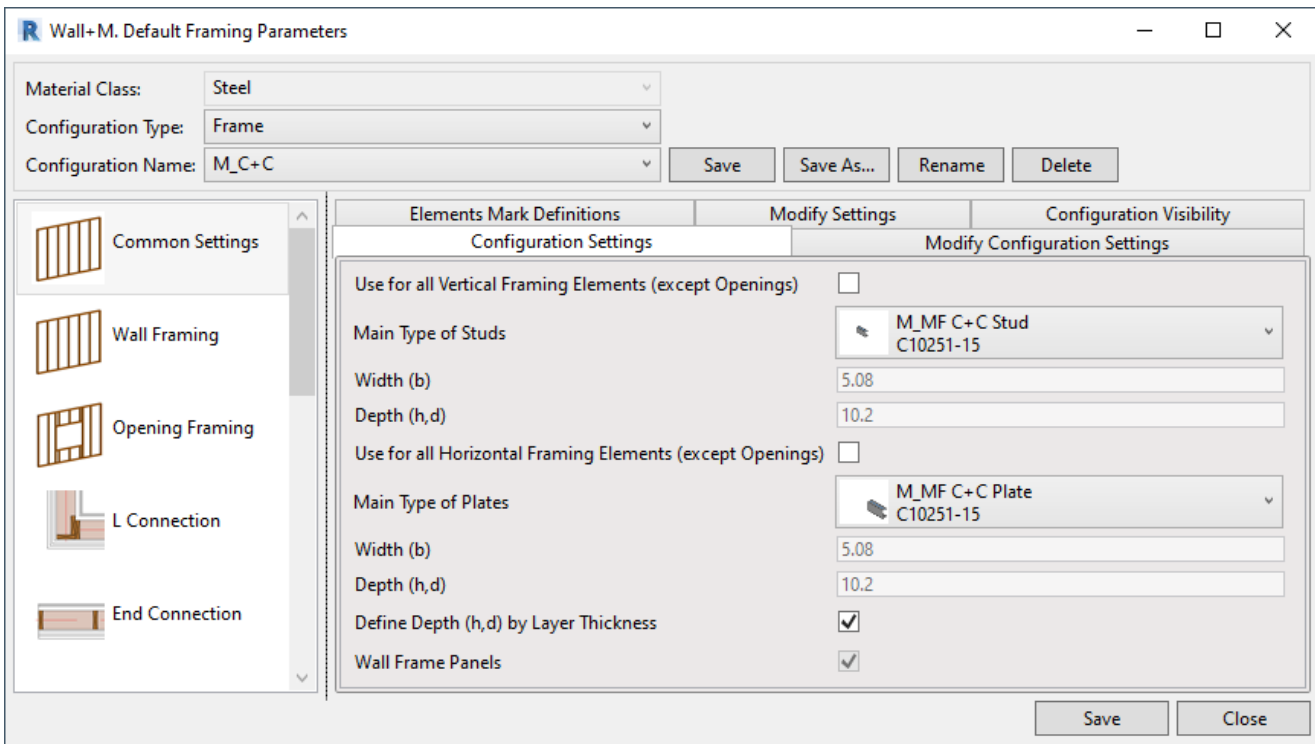 Wall+M. Default Framing Parameters
Material Class: Steel
Configuration Type: Frame
Configuration Name: M_C+C Save Save As... Rename Delete
Common Settings
Wall Framing
Opening Framing
L Connection
End Connection
Elements Mark Definitions Modify Settings Configuration Visibility
Configuration Settings Modify Configuration Settings
Use for all Vertical Framing Elements (except Openings)
Main Type of Studs M_MF C+C Stud
C10251-15
Width (b) 5.08
Depth (h,d) 10.2
Use for all Horizontal Framing Elements (except Openings)
Main Type of Plates M_MF C+C Plate
C10251-15
Width (b) 5.08
Depth (h,d) 10.2
Define Depth (h,d) by Layer Thickness
Wall Frame Panels
Save Close